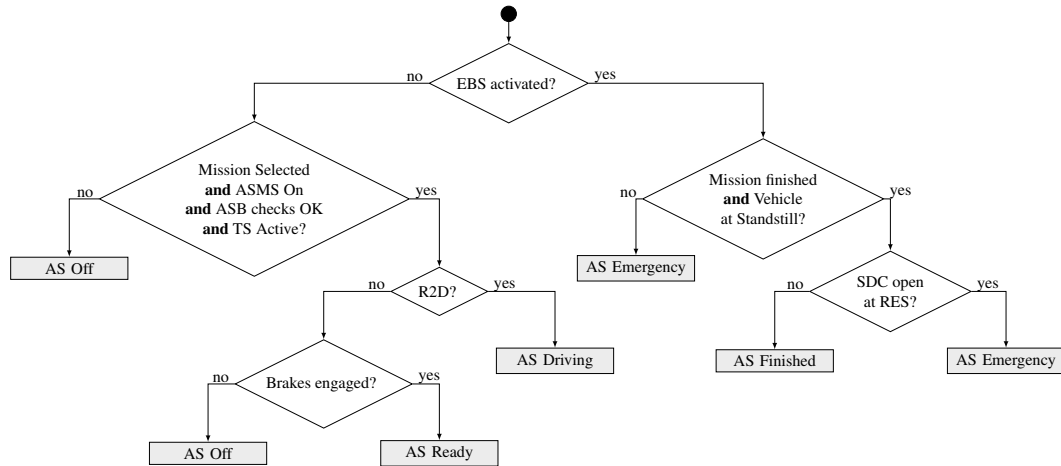 EBS activated?
no
yes
Mission Selected
and ASMS On
and ASB checks OK
and TS Active?
no
yes
Mission finished
and Vehicle
at Standstill?
no
yes
AS Off
AS Emergency
R2D?
no
yes
SDC open
at RES?
no
yes
AS Driving
AS Finished
AS Emergency
Brakes engaged?
no
yes
AS Off
AS Ready